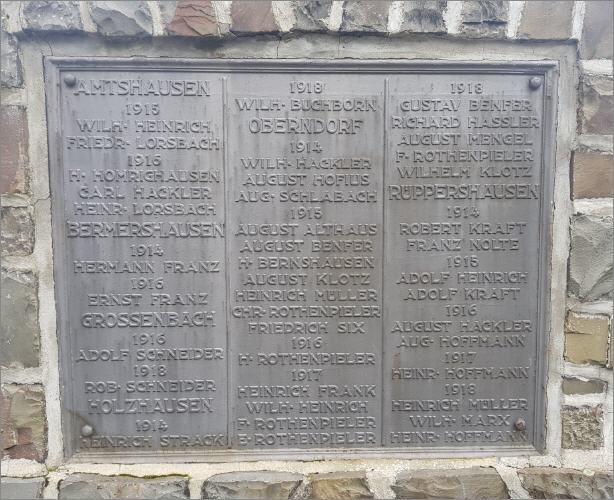 AMTSHAUSEN
1915
WILH· HEINRICH
FRIEDR· LORSBACH
1916
H· HOMRIGHAUSEN
CARL HACKLER
HEINR· LORSBACH
BERMERSHAUSEN
1914
HERMANN FRANZ
1916
ERNST FRANZ
GROSSENBACH
1916
ADOLF SCHNEIDER
1918
ROB· SCHNEIDER
HOLZHAUSEN
1914
HEINRICH STRACK
1918
WILH· BUCHBORN
OBERNDORF
1914
WILH· HACKLER
AUGUST HOFIUS
AUG· SCHLABACH
1915
AUGUST ALTHAUS
AUGUST BENFER
H· BERNSHAUSEN
AUGUST KLOTZ
HEINRICH MÜLLER
CHR· ROTHENPIELER
FRIEDRICH SIX
1916
H· ROTHENPIELER
1917
HEINRICH FRANK
WILH· HEINRICH
F· ROTHENPIELER
E· ROTHENPIELER
1918
GUSTAV BENFER
RICHARD HASSLER
AUGUST MENGEL
F· ROTHENPIELER
WILHELM KLOTZ
RÜPPERSHAUSEN
1914
ROBERT KRAFT
FRANZ NOLTE
1915
ADOLF HEINRICH
ADOLF KRAFT
1916
AUGUST HACKLER
AUG· HOFFMANN
1917
HEINR· HOFFMANN
1918
HEINRICH MÜLLER
WILH· MARX
HEINR· HOFFMANN